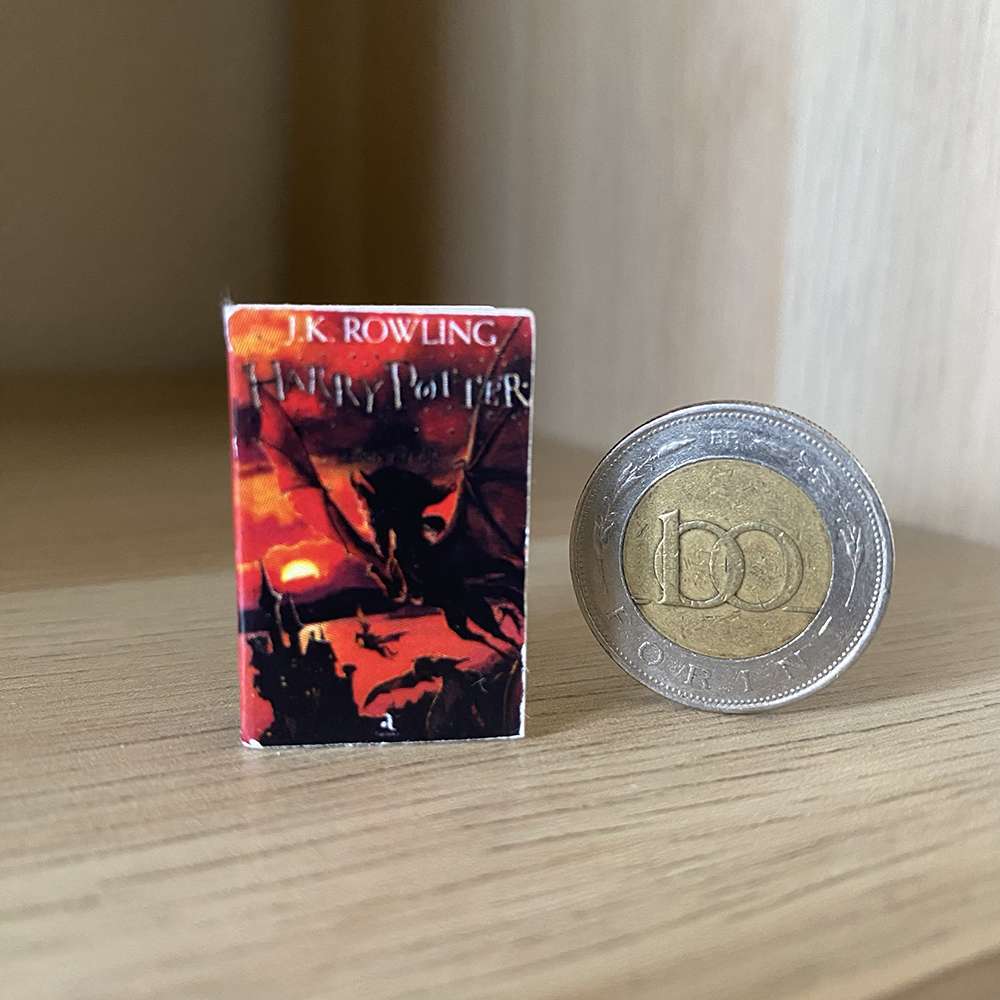 J.K. ROWLING
HARRY POTTER
BP.
100
FORINT